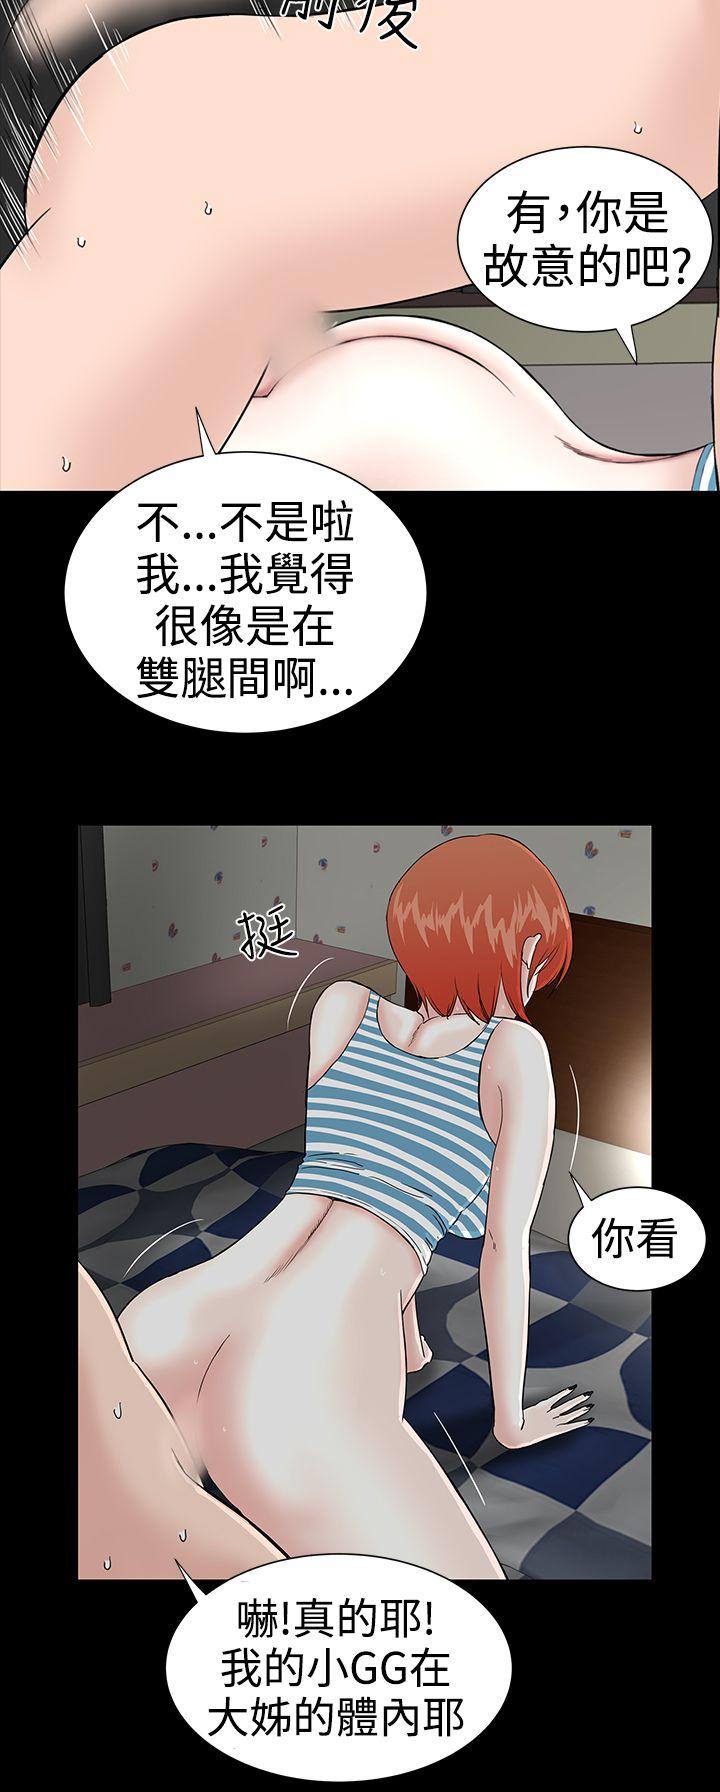 前後
有，你是
故意的吧?
不...不是啦
我...我覺得
很像是在
雙腿間啊...
挺
你看
嚇!真的耶!
我的小GG在
大姊的體內耶